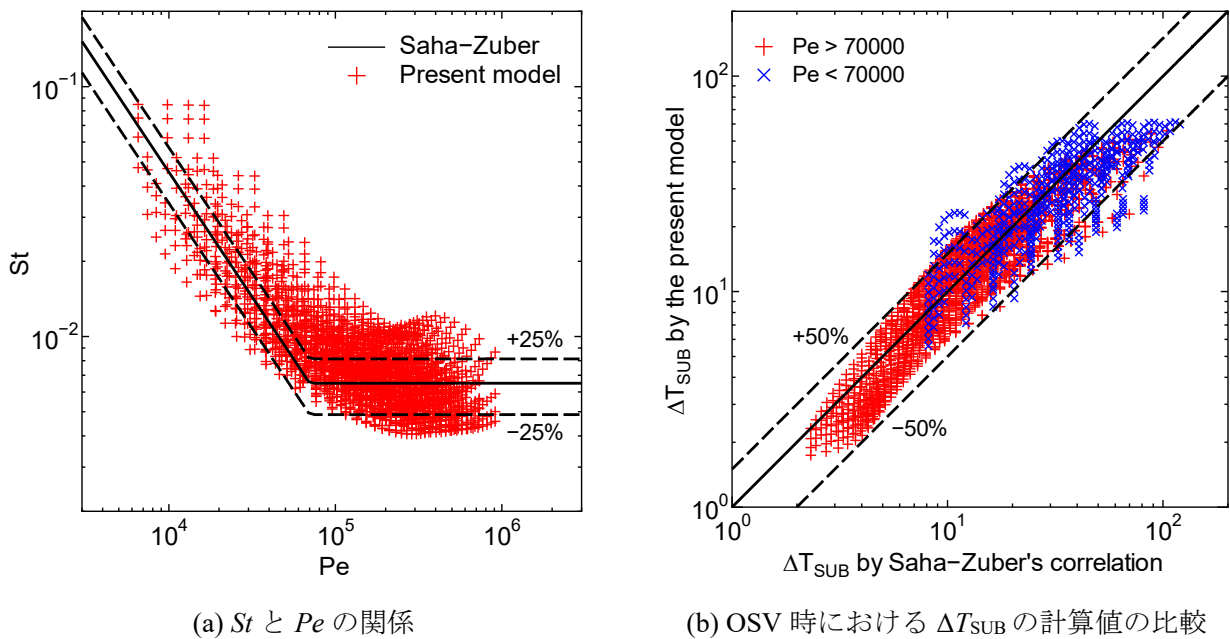 Saha−Zuber
Present model
10⁻¹
10⁻²
St
+25%
−25%
10⁴
10⁵
10⁶
Pe
(a) St と Pe の関係
Pe > 70000
Pe < 70000
10²
10¹
10⁰
ΔT_SUB by the present model
+50%
−50%
10⁰
10¹
10²
ΔT_SUB by Saha−Zuber's correlation
(b) OSV 時における ΔT_SUB の計算値の比較